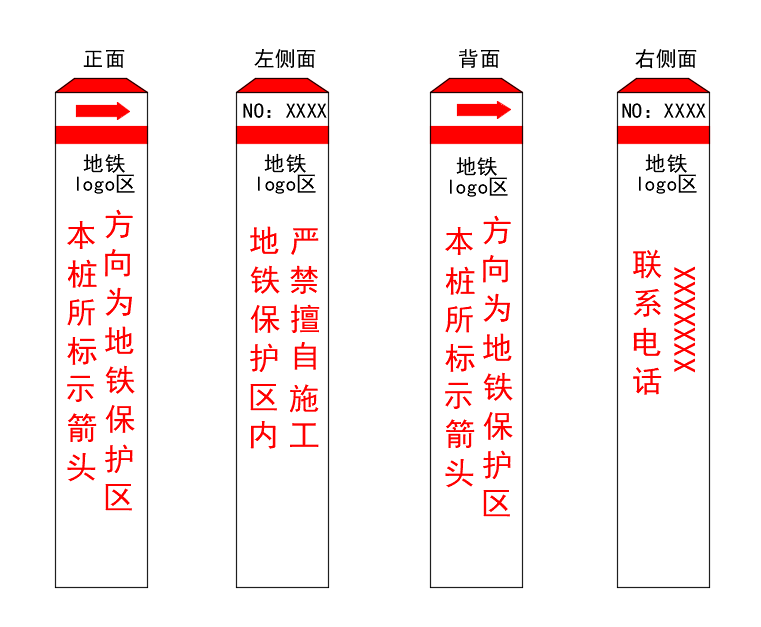 正面
地铁
logo区
本桩所标示箭头
方向为地铁保护区
左侧面
NO: XXXX
地铁
logo区
地铁保护区内
严禁擅自施工
背面
地铁
logo区
本桩所标示箭头
方向为地铁保护区
右侧面
NO: XXXX
地铁
logo区
联系电话
XXXXXXXX